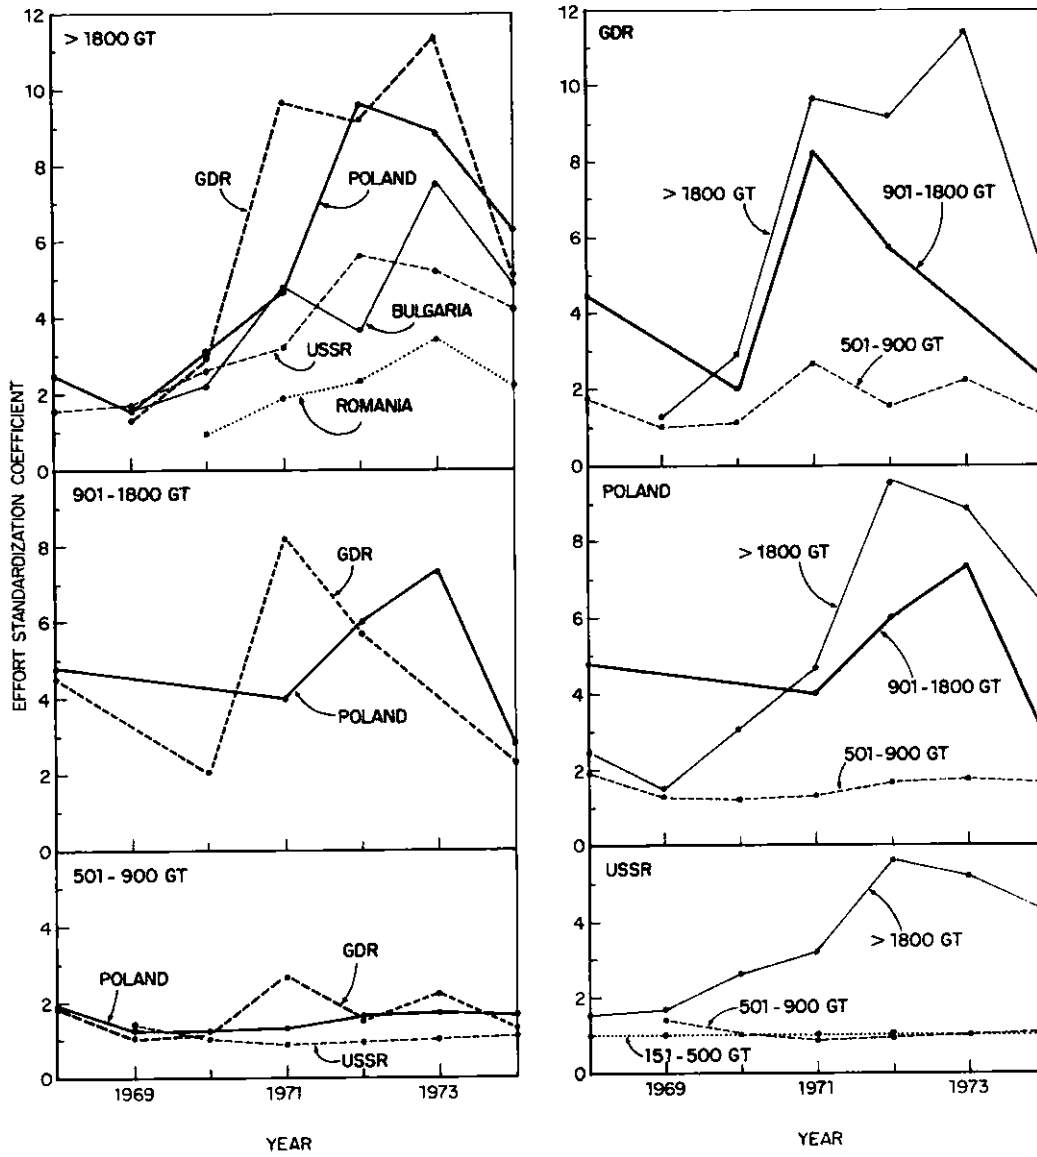 EFFORT STANDARDIZATION COEFFICIENT
12
> 1800 GT
10
8
GDR
POLAND
6
4
BULGARIA
USSR
2
ROMANIA
0
901-1800 GT
8
GDR
6
4
POLAND
2
0
501-900 GT
4
GDR
POLAND
2
USSR
0
1969
1971
1973
YEAR
12
GDR
10
8
> 1800 GT
901-1800 GT
6
4
501-900 GT
2
0
POLAND
8
> 1800 GT
6
4
901-1800 GT
501-900 GT
2
0
USSR
4
> 1800 GT
2
501-900 GT
151-500 GT
0
1969
1971
1973
YEAR